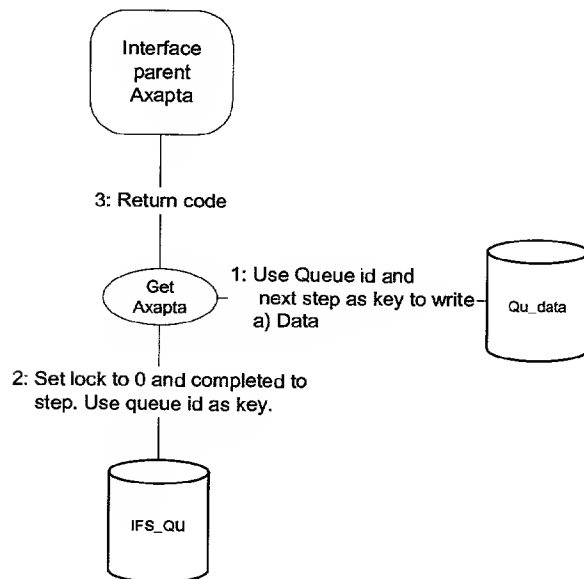 Interface
parent
Axapta
3: Return code
Get
Axapta
1: Use Queue id and
next step as key to write
a) Data
Qu_data
2: Set lock to 0 and completed to
step. Use queue id as key.
IFS_QU